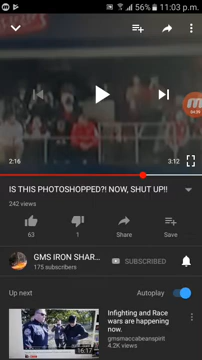 56% 11:03 p.m.
2:16
3:12
IS THIS PHOTOSHOPPED?! NOW, SHUT UP!!
242 views
63
1
Share
Save
GMS IRON SHAR...
175 subscribers
SUBSCRIBED
Up next
Autoplay
16:17
Infighting and Race
wars are happening
now.
gmsmaccabeanspirit
4.2K views